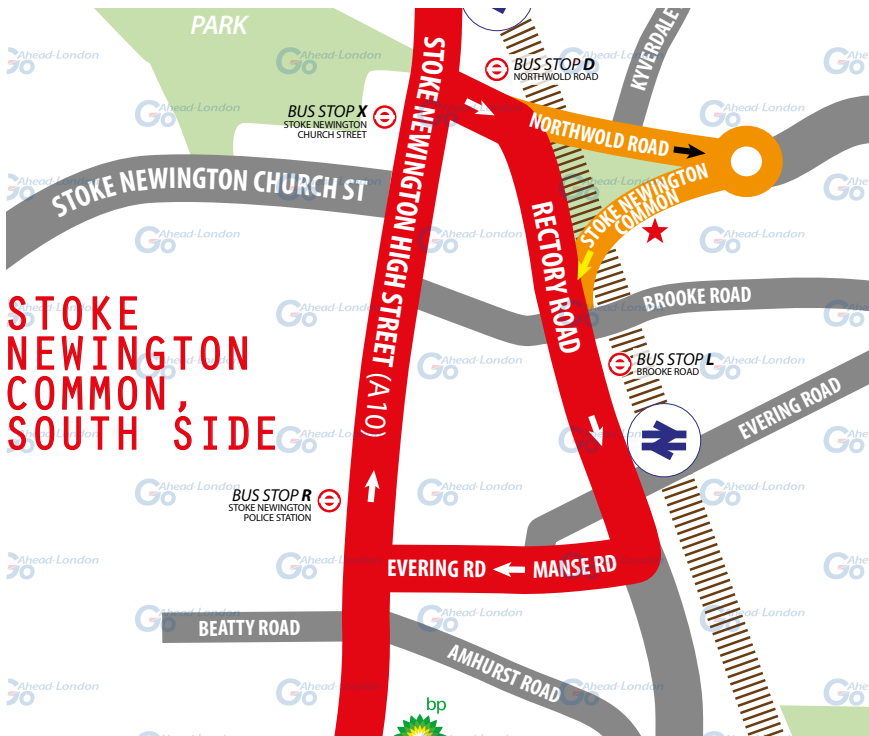 PARK
STOKE NEWINGTON HIGH STREET (A10)
KYVERDALE
BUS STOP D
NORTHWOLD ROAD
BUS STOP X
STOKE NEWINGTON
CHURCH STREET
NORTHWOLD ROAD
STOKE NEWINGTON CHURCH ST
STOKE NEWINGTON
COMMON
RECTORY ROAD
BROOKE ROAD
STOKE
NEWINGTON
COMMON,
SOUTH SIDE
BUS STOP L
BROOKE ROAD
EVERING ROAD
BUS STOP R
STOKE NEWINGTON
POLICE STATION
EVERING RD
MANSE RD
BEATTY ROAD
AMHURST ROAD
bp
Go Ahead-London